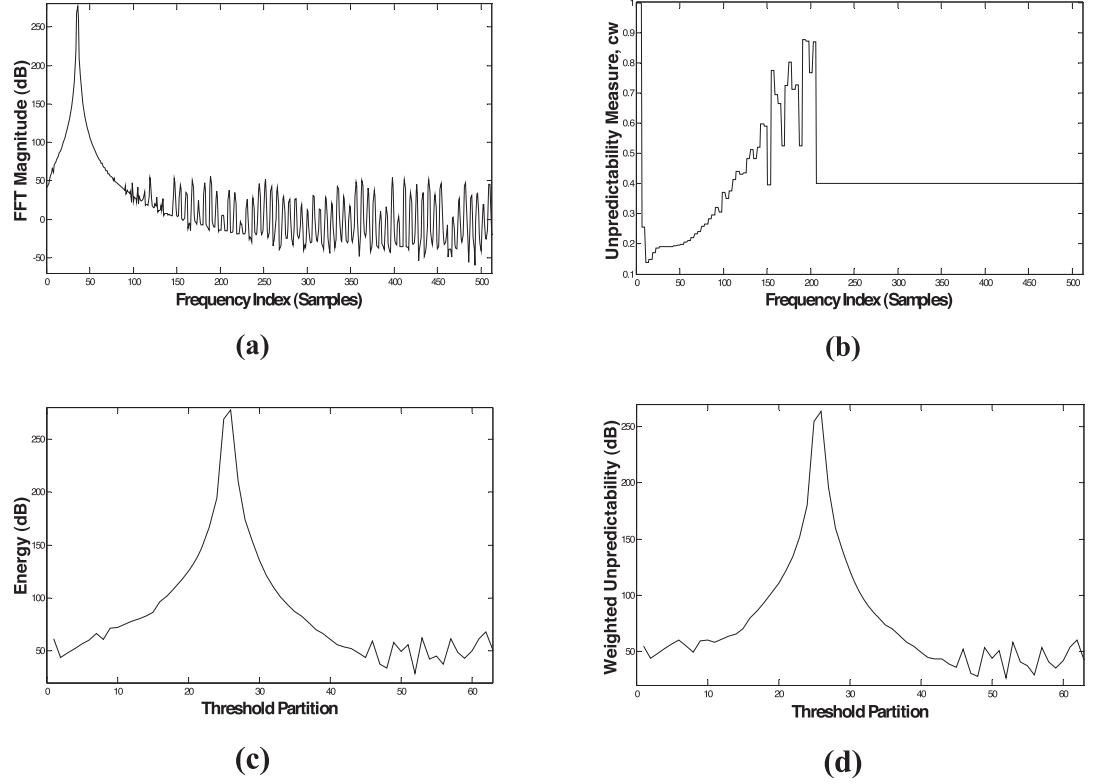 FFT Magnitude (dB)
250
200
150
100
50
0
-50
0 50 100 150 200 250 300 350 400 450 500
Frequency Index (Samples)
(a)
Unpredictability Measure, cw
1
0.9
0.8
0.7
0.6
0.5
0.4
0.3
0.2
0.1
0 50 100 150 200 250 300 350 400 450 500
Frequency Index (Samples)
(b)
Energy (dB)
250
200
150
100
50
0 10 20 30 40 50 60
Threshold Partition
(c)
Weighted Unpredictability (dB)
250
200
150
100
50
0 10 20 30 40 50 60
Threshold Partition
(d)